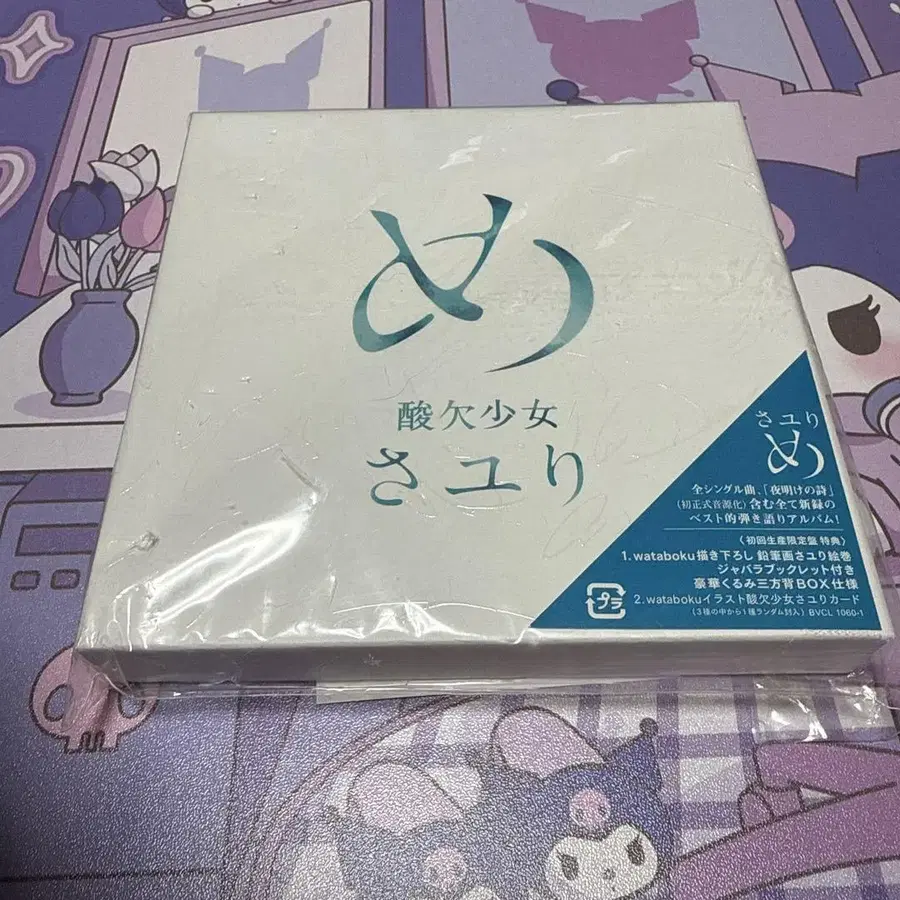 め
酸欠少女
さユり
さユり
め
全シングル曲、「夜明けの詩」
(初正式音源化) 含む全て新録の
ベスト的弾き語りアルバム!
〈初回生産限定盤 特典〉
1.wataboku描き下ろし 鉛筆画さユり絵巻
ジャバラブックレット付き
豪華くるみ三方背BOX仕様
2.watabokuイラスト酸欠少女さユりカード
(3種の中から1種ランダム封入) BVCL 1060-1
プラ